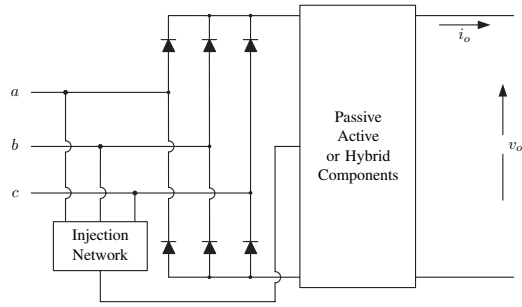 a
b
c
Injection
Network
Passive
Active
or Hybrid
Components
i_o
v_o